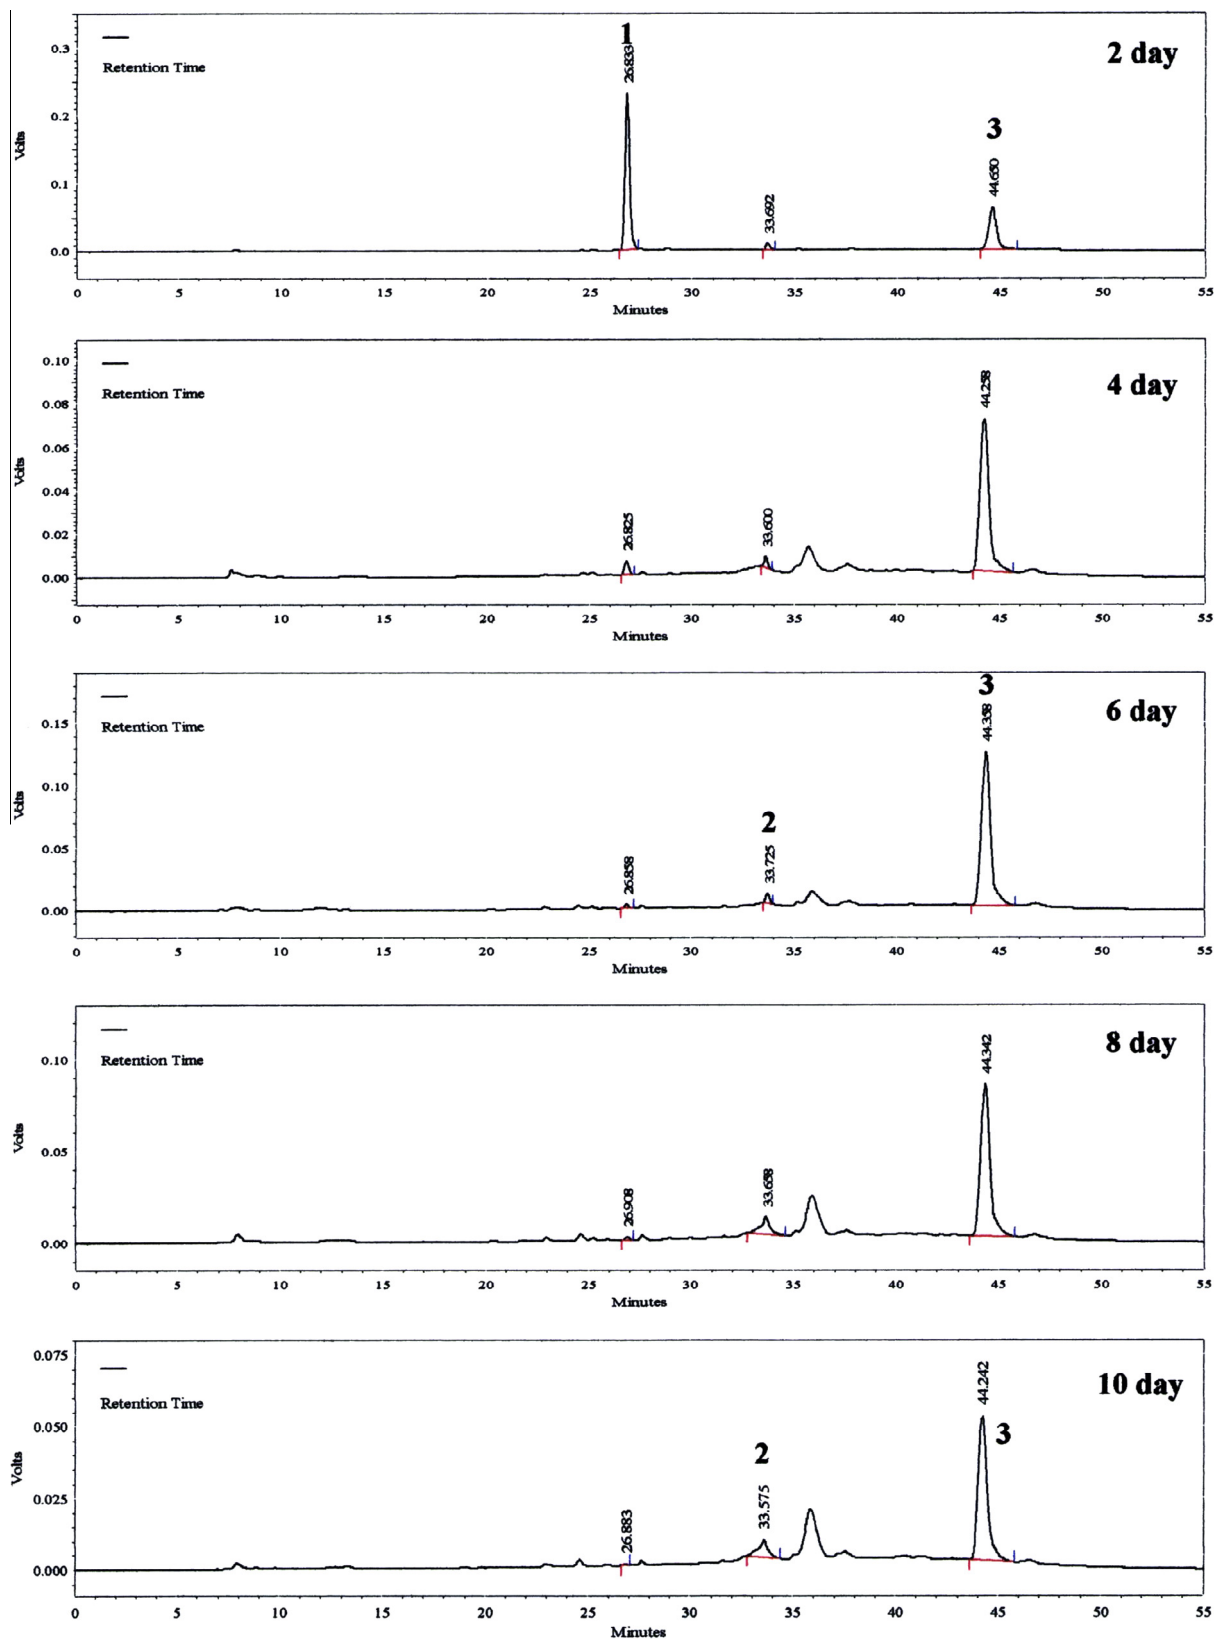 1
0.3
26.833
2 day
Retention Time
0.2
Volts
3
44.650
0.1
33.692
0.0
0 5 10 15 20 25 30 35 40 45 50 55
Minutes
0.10
44.258
4 day
Retention Time
0.08
Volts
0.06
0.04
26.825
33.600
0.02
0.00
0 5 10 15 20 25 30 35 40 45 50 55
Minutes
3
44.358
6 day
0.15
Retention Time
Volts
0.10
2
33.725
0.05
26.858
0.00
0 5 10 15 20 25 30 35 40 45 50 55
Minutes
8 day
44.342
0.10
Retention Time
Volts
0.05
33.658
26.908
0.00
0 5 10 15 20 25 30 35 40 45 50 55
Minutes
0.075
44.242
10 day
Retention Time
0.050
3
Volts
2
0.025
33.575
26.883
0.000
0 5 10 15 20 25 30 35 40 45 50 55
Minutes